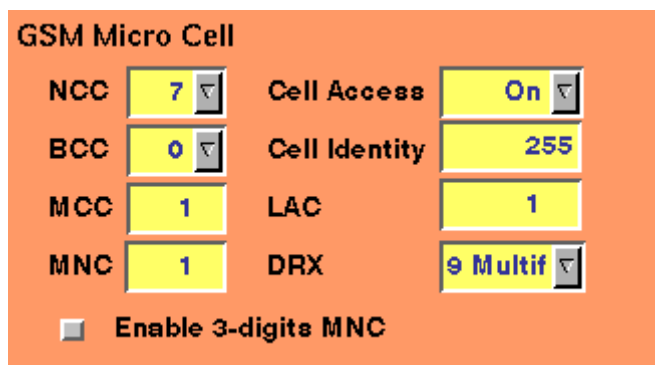 GSM Micro Cell
NCC 7 Cell Access On
BCC 0 Cell Identity 255
MCC 1 LAC 1
MNC 1 DRX 9 Multif
Enable 3-digits MNC